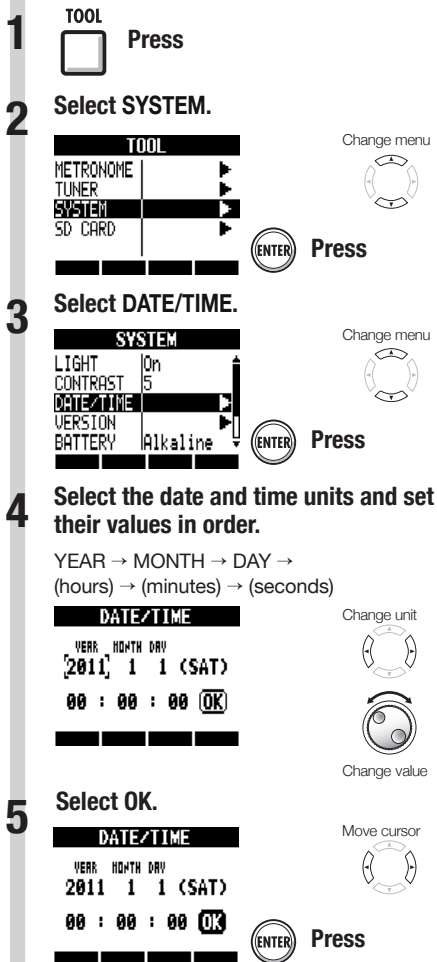 1
TOOL
Press
2
Select SYSTEM.
TOOL
METRONOME
TUNER
SYSTEM
SD CARD
Change menu
ENTER
Press
3
Select DATE/TIME.
SYSTEM
LIGHT On
CONTRAST 5
DATE/TIME
VERSION
BATTERY Alkaline
Change menu
ENTER
Press
4
Select the date and time units and set
their values in order.
YEAR → MONTH → DAY →
(hours) → (minutes) → (seconds)
DATE/TIME
YEAR MONTH DAY
[2011] 1 1 (SAT)
00 : 00 : 00 OK
Change unit
Change value
5
Select OK.
DATE/TIME
YEAR MONTH DAY
2011 1 1 (SAT)
00 : 00 : 00 OK
Move cursor
ENTER
Press